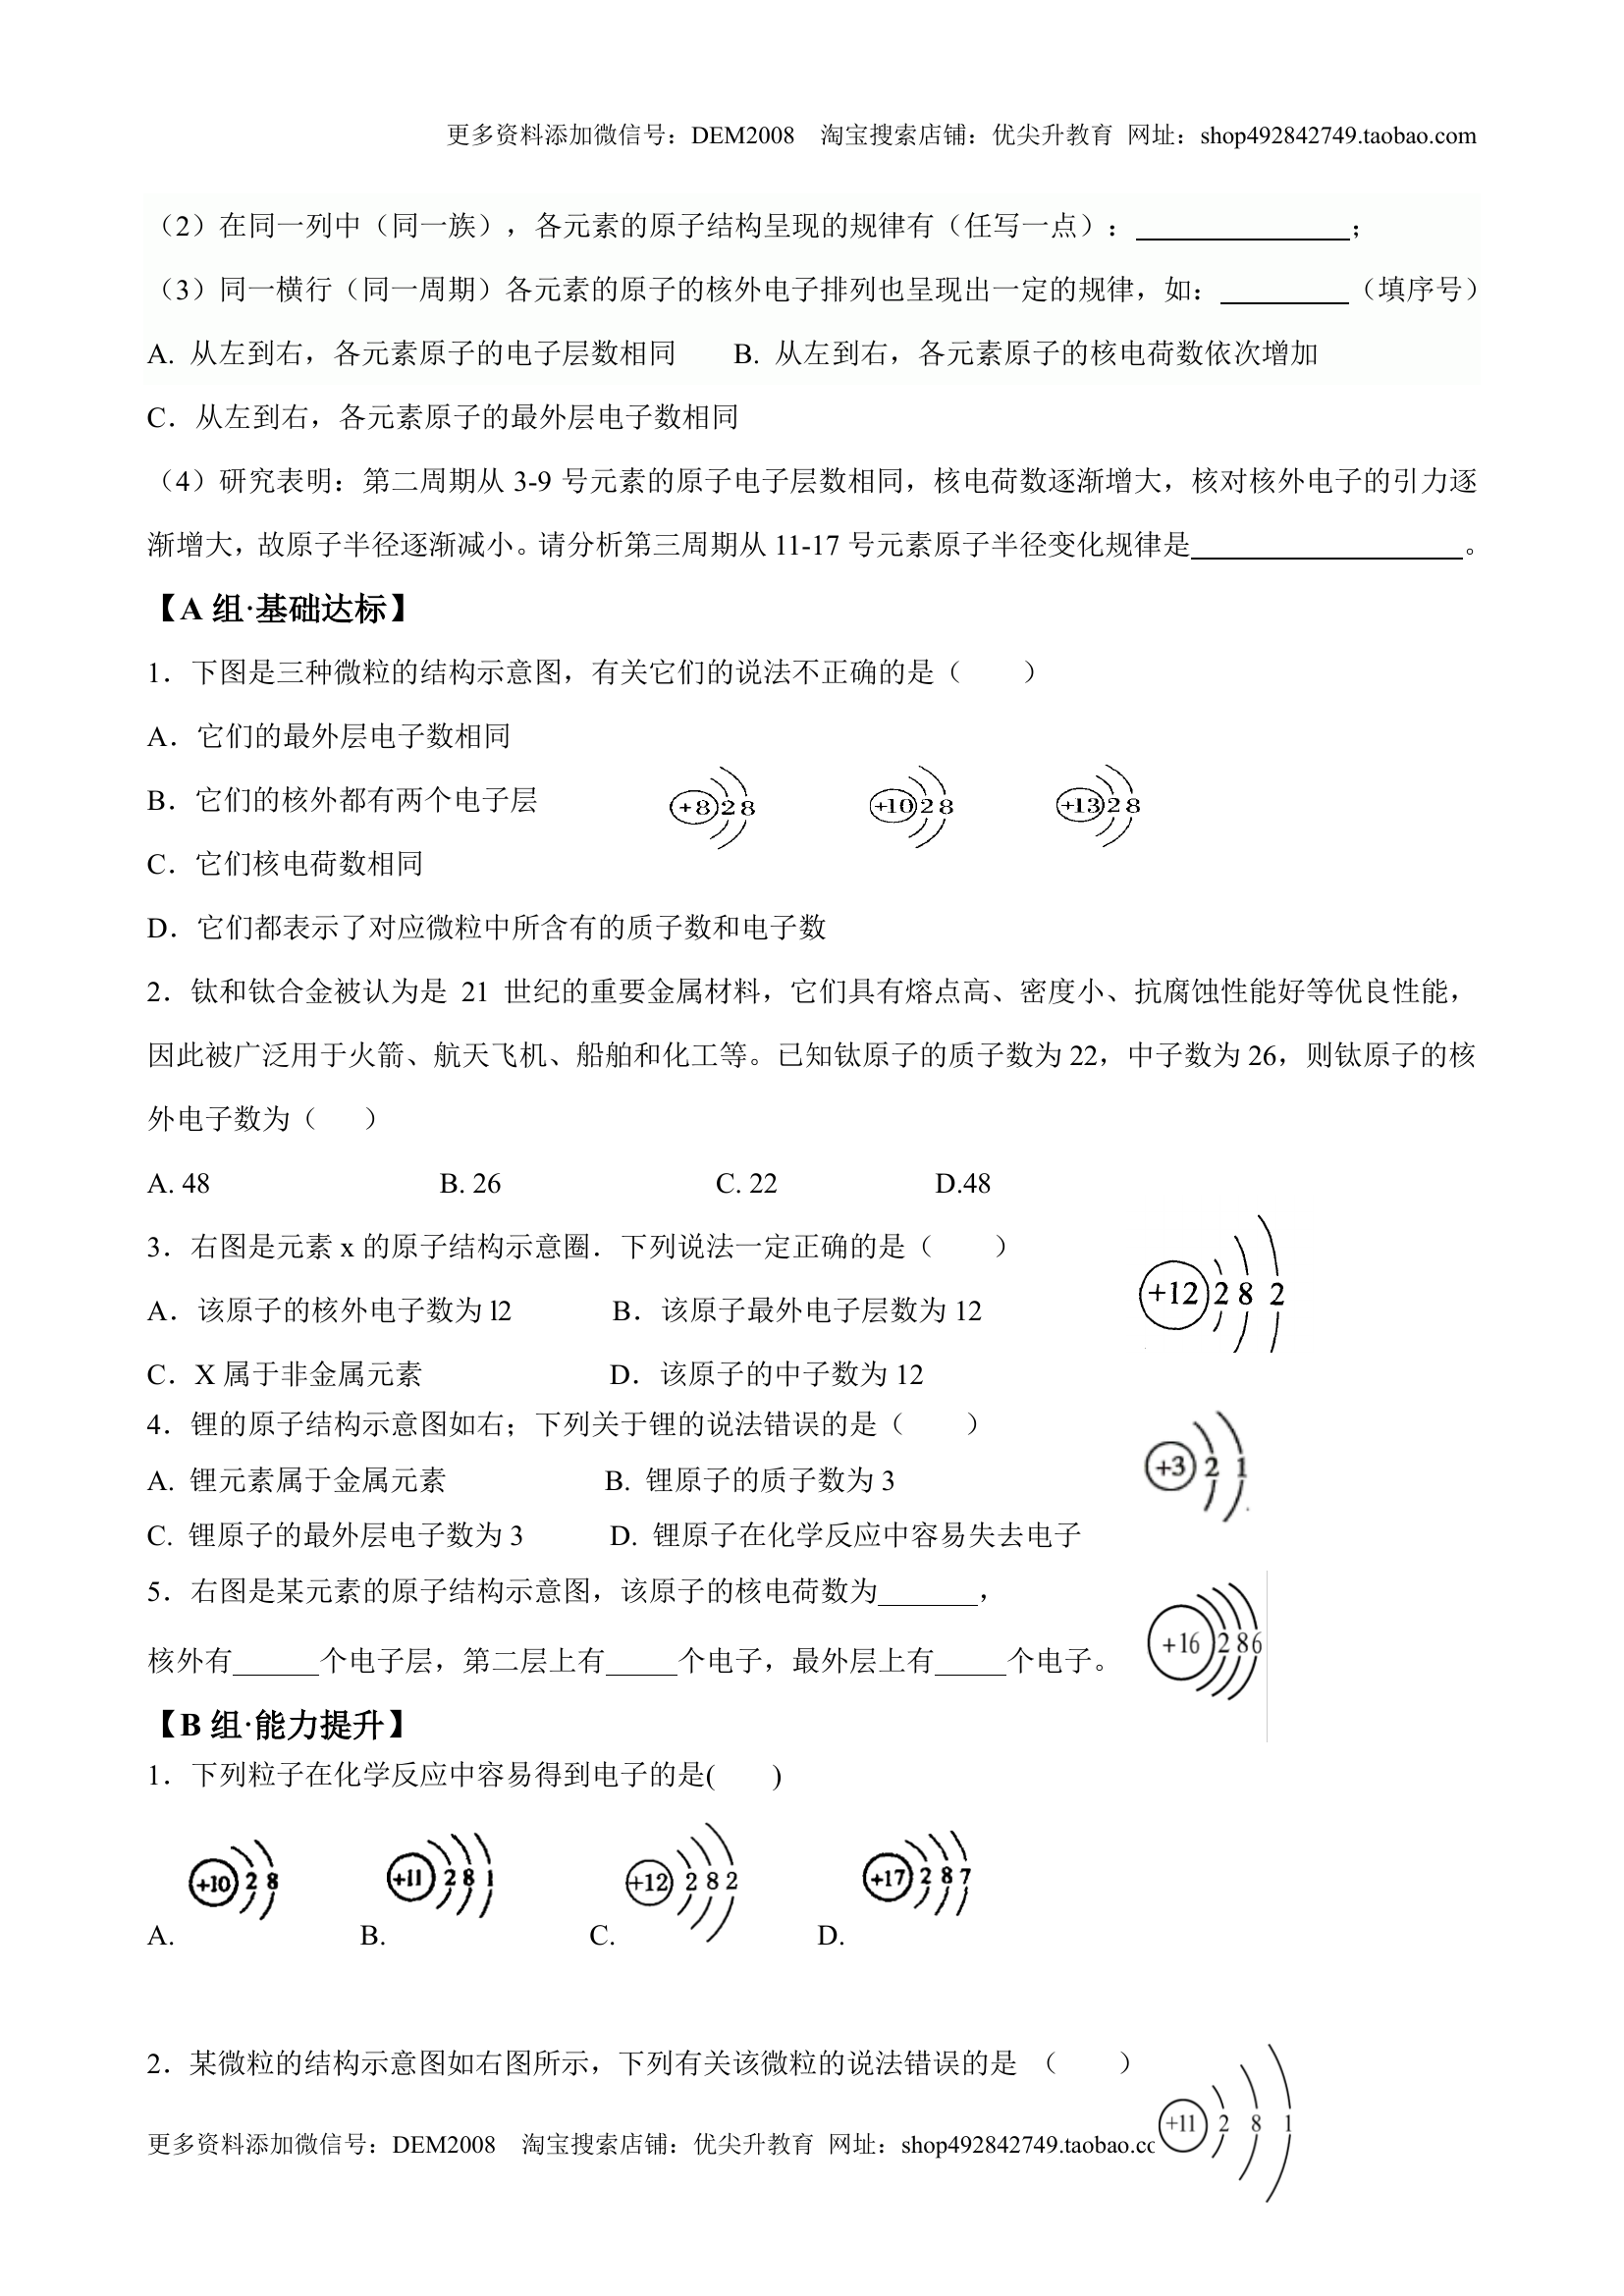 更多资料添加微信号：DEM2008 淘宝搜索店铺：优尖升教育 网址：shop492842749.taobao.com
（2）在同一列中（同一族），各元素的原子结构呈现的规律有（任写一点）：_______________；
（3）同一横行（同一周期）各元素的原子的核外电子排列也呈现出一定的规律，如：_________（填序号）
A. 从左到右，各元素原子的电子层数相同 B. 从左到右，各元素原子的核电荷数依次增加
C．从左到右，各元素原子的最外层电子数相同
（4）研究表明：第二周期从 3-9 号元素的原子电子层数相同，核电荷数逐渐增大，核对核外电子的引力逐
渐增大，故原子半径逐渐减小。请分析第三周期从 11-17 号元素原子半径变化规律是___________________。
【A 组·基础达标】
1．下图是三种微粒的结构示意图，有关它们的说法不正确的是（ ）
A．它们的最外层电子数相同
B．它们的核外都有两个电子层
+8 2 8 +10 2 8 +13 2 8
C．它们核电荷数相同
D．它们都表示了对应微粒中所含有的质子数和电子数
2．钛和钛合金被认为是 21 世纪的重要金属材料，它们具有熔点高、密度小、抗腐蚀性能好等优良性能，
因此被广泛用于火箭、航天飞机、船舶和化工等。已知钛原子的质子数为 22，中子数为 26，则钛原子的核
外电子数为（ ）
A. 48 B. 26 C. 22 D.48
3．右图是元素 x 的原子结构示意圈．下列说法一定正确的是（ ）
+12 2 8 2
A．该原子的核外电子数为 l2 B．该原子最外电子层数为 12
C．X 属于非金属元素 D．该原子的中子数为 12
4．锂的原子结构示意图如右；下列关于锂的说法错误的是（ ）
+3 2 1
A. 锂元素属于金属元素 B. 锂原子的质子数为 3
C. 锂原子的最外层电子数为 3 D. 锂原子在化学反应中容易失去电子
5．右图是某元素的原子结构示意图，该原子的核电荷数为_______，
+16 2 8 6
核外有______个电子层，第二层上有_____个电子，最外层上有_____个电子。
【B 组·能力提升】
1．下列粒子在化学反应中容易得到电子的是( )
A. +10 2 8 B. +11 2 8 1 C. +12 2 8 2 D. +17 2 8 7
2．某微粒的结构示意图如右图所示，下列有关该微粒的说法错误的是 （ ）
+11 2 8 1
更多资料添加微信号：DEM2008 淘宝搜索店铺：优尖升教育 网址：shop492842749.taobao.cc